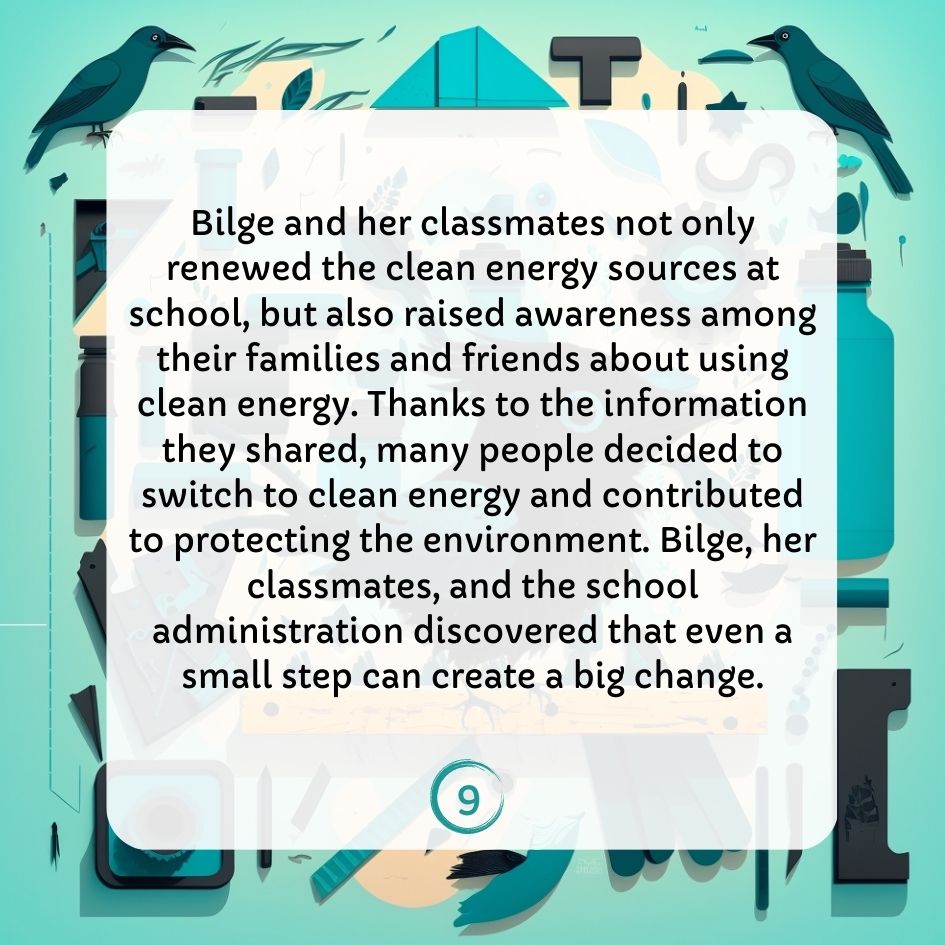 Bilge and her classmates not only
renewed the clean energy sources at
school, but also raised awareness among
their families and friends about using
clean energy. Thanks to the information
they shared, many people decided to
switch to clean energy and contributed
to protecting the environment. Bilge, her
classmates, and the school
administration discovered that even a
small step can create a big change.
9